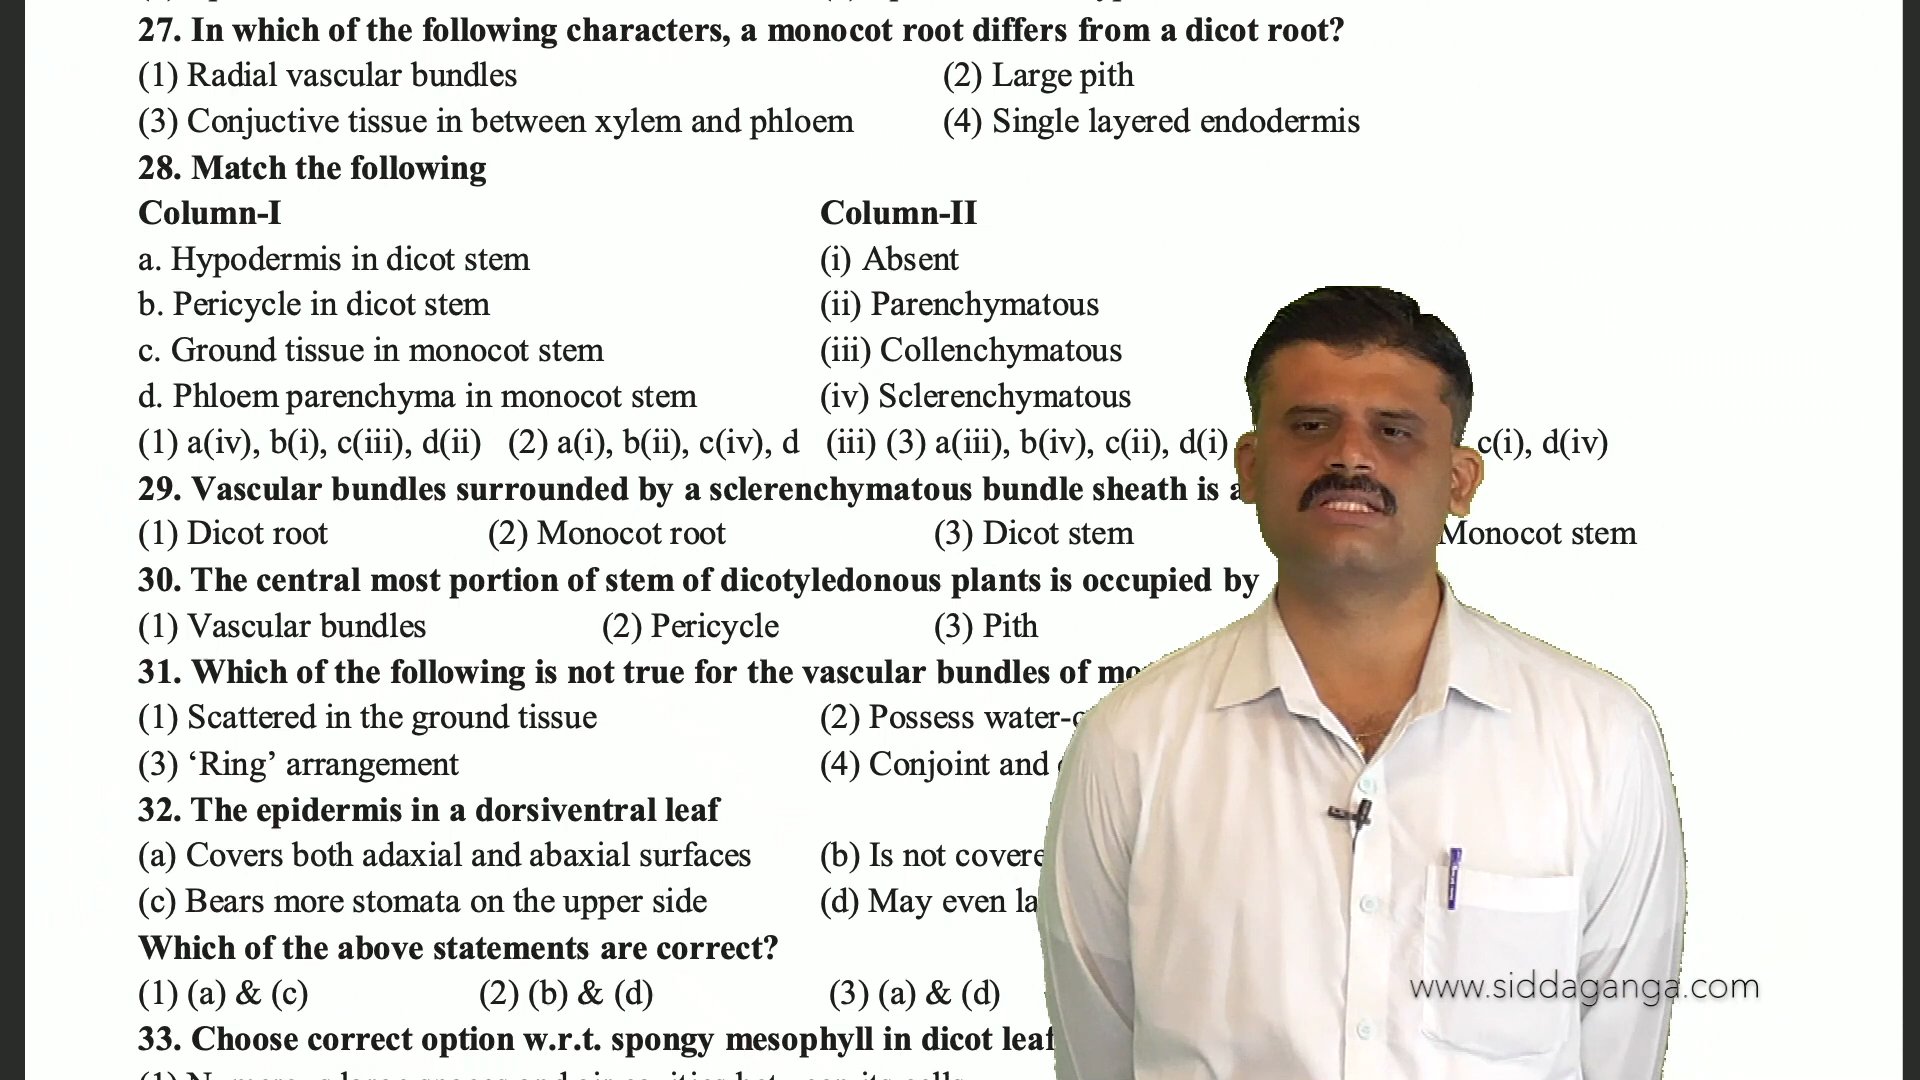 27. In which of the following characters, a monocot root differs from a dicot root?
(1) Radial vascular bundles (2) Large pith
(3) Conjuctive tissue in between xylem and phloem (4) Single layered endodermis
28. Match the following
Column-I Column-II
a. Hypodermis in dicot stem (i) Absent
b. Pericycle in dicot stem (ii) Parenchymatous
c. Ground tissue in monocot stem (iii) Collenchymatous
d. Phloem parenchyma in monocot stem (iv) Sclerenchymatous
(1) a(iv), b(i), c(iii), d(ii) (2) a(i), b(ii), c(iv), d (iii) (3) a(iii), b(iv), c(ii), d(i) c(i), d(iv)
29. Vascular bundles surrounded by a sclerenchymatous bundle sheath is
(1) Dicot root (2) Monocot root (3) Dicot stem Monocot stem
30. The central most portion of stem of dicotyledonous plants is occupied by
(1) Vascular bundles (2) Pericycle (3) Pith
31. Which of the following is not true for the vascular bundles of
(1) Scattered in the ground tissue (2) Possess
(3) ‘Ring’ arrangement (4) Conjoint and
32. The epidermis in a dorsiventral leaf
(a) Covers both adaxial and abaxial surfaces (b) Is not
(c) Bears more stomata on the upper side (d) May even
Which of the above statements are correct?
(1) (a) & (c) (2) (b) & (d) (3) (a) & (d)
www.siddaganga.com
33. Choose correct option w.r.t. spongy mesophyll in dicot leaf